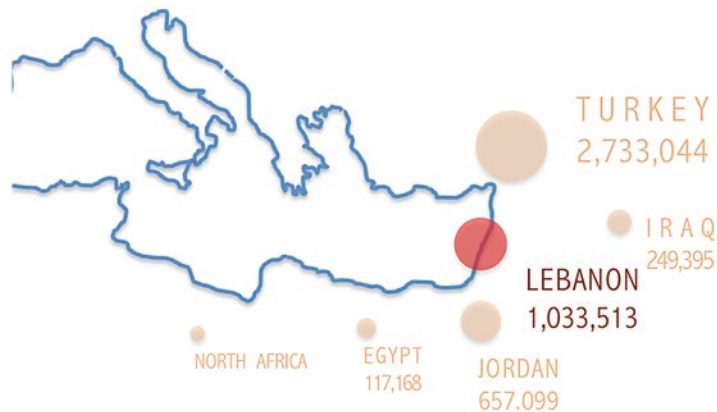 TURKEY
2,733,044
IRAQ
249,395
LEBANON
1,033,513
NORTH AFRICA
EGYPT
117,168
JORDAN
657.099